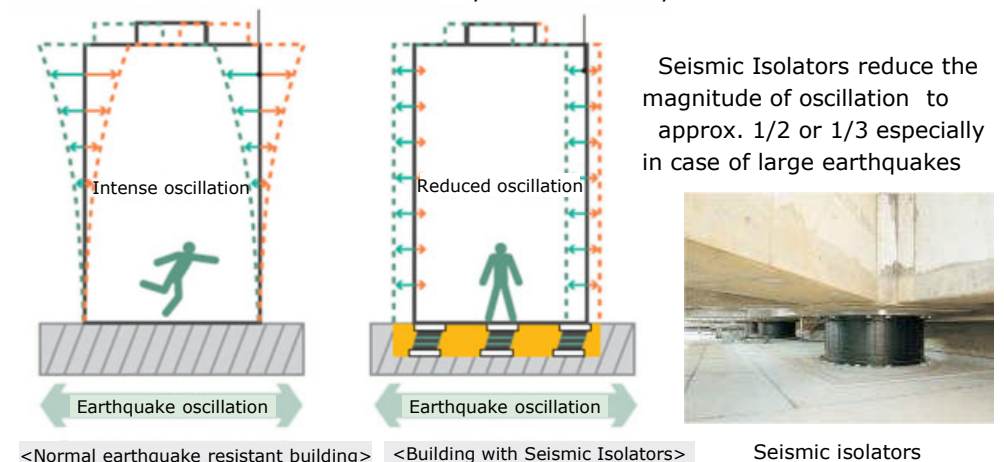 Seismic Isolators reduce the
magnitude of oscillation to
approx. 1/2 or 1/3 especially
in case of large earthquakes
Intense oscillation
Reduced oscillation
Earthquake oscillation
Earthquake oscillation
<Normal earthquake resistant building>
<Building with Seismic Isolators>
Seismic isolators